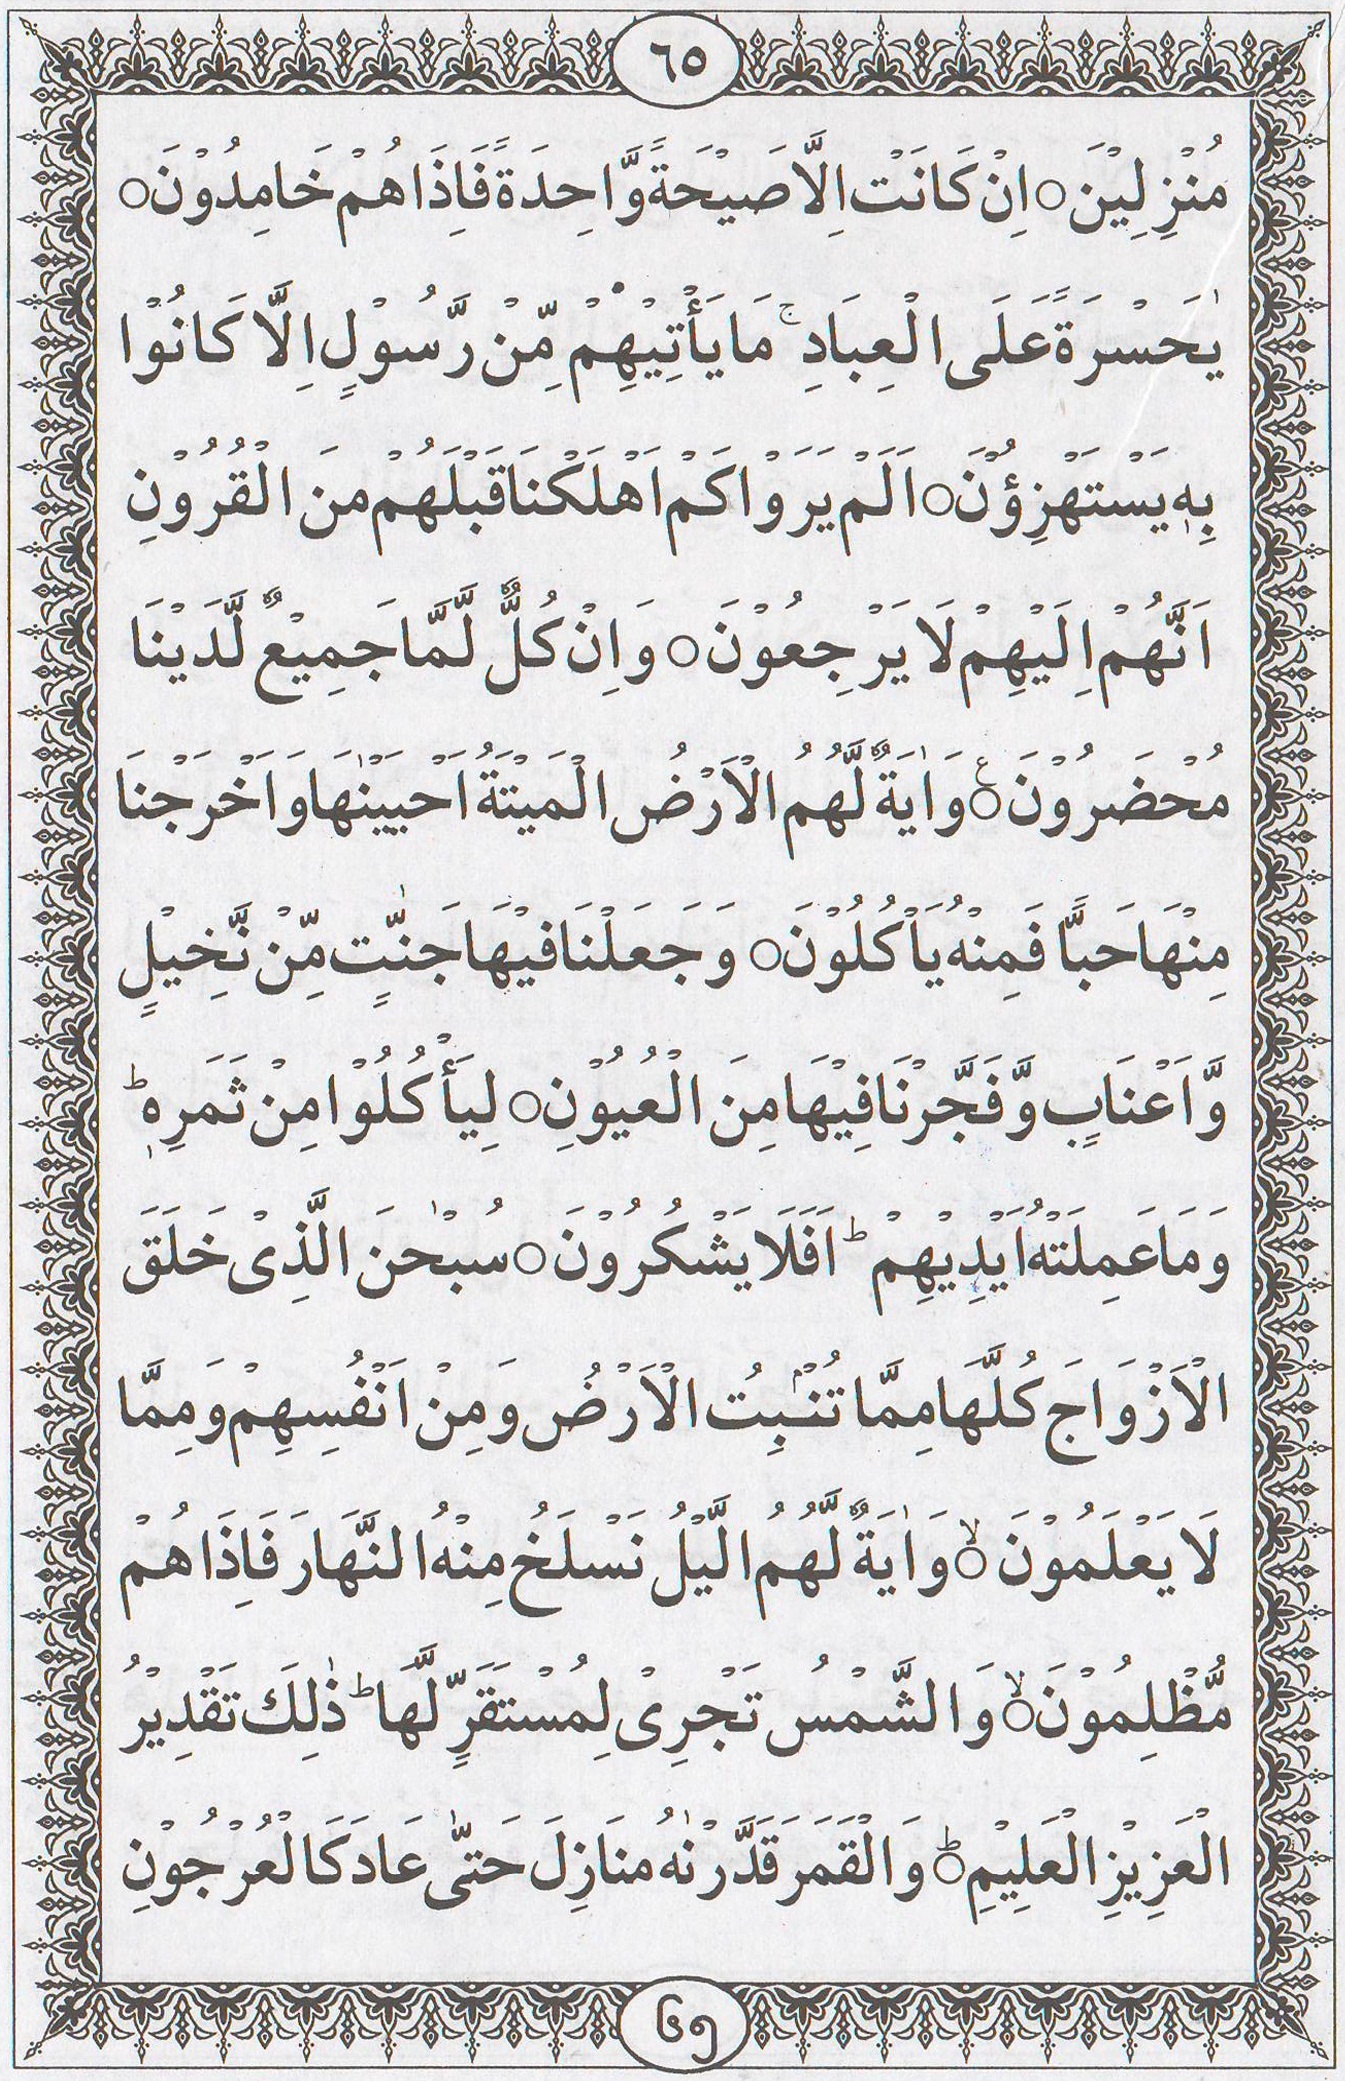 ٦٥
مُنْزِلِيْنَ○اِنْ كَانَتْ اِلَّا صَيْحَةً وَّاحِدَةً فَاِذَا هُمْ خَامِدُوْنَ○
يٰحَسْرَةً عَلَى الْعِبَادِ ۚ مَا يَأْتِيْهِمْ مِّنْ رَّسُوْلٍ اِلَّا كَانُوْا
بِهٖ يَسْتَهْزِؤُنَ○اَلَمْ يَرَوْا كَمْ اَهْلَكْنَا قَبْلَهُمْ مِنَ الْقُرُوْنِ
اَنَّهُمْ اِلَيْهِمْ لَا يَرْجِعُوْنَ○ وَاِنْ كُلٌّ لَّمَّا جَمِيْعٌ لَّدَيْنَا
مُحْضَرُوْنَ○ع وَاٰيَةٌ لَّهُمُ الْاَرْضُ الْمَيْتَةُ اَحْيَيْنٰهَا وَاَخْرَجْنَا
مِنْهَا حَبًّا فَمِنْهُ يَاْكُلُوْنَ○ وَجَعَلْنَا فِيْهَا جَنّٰتٍ مِّنْ نَّخِيْلٍ
وَّاَعْنَابٍ وَّفَجَّرْنَا فِيْهَا مِنَ الْعُيُوْنِ○ لِيَأْكُلُوْا مِنْ ثَمَرِهٖ ؕ
وَمَا عَمِلَتْهُ اَيْدِيْهِمْ ؕ اَفَلَا يَشْكُرُوْنَ○سُبْحٰنَ الَّذِىْ خَلَقَ
الْاَزْوَاجَ كُلَّهَا مِمَّا تُنْۢبِتُ الْاَرْضُ وَمِنْ اَنْفُسِهِمْ وَمِمَّا
لَا يَعْلَمُوْنَ○ۙ وَاٰيَةٌ لَّهُمُ الَّيْلُ نَسْلَخُ مِنْهُ النَّهَارَ فَاِذَا هُمْ
مُّظْلِمُوْنَ○ۙ وَالشَّمْسُ تَجْرِىْ لِمُسْتَقَرٍّ لَّهَا ؕ ذٰلِكَ تَقْدِيْرُ
الْعَزِيْزِ الْعَلِيْمِ○ؕ وَالْقَمَرَ قَدَّرْنٰهُ مَنَازِلَ حَتّٰى عَادَ كَالْعُرْجُوْنِ